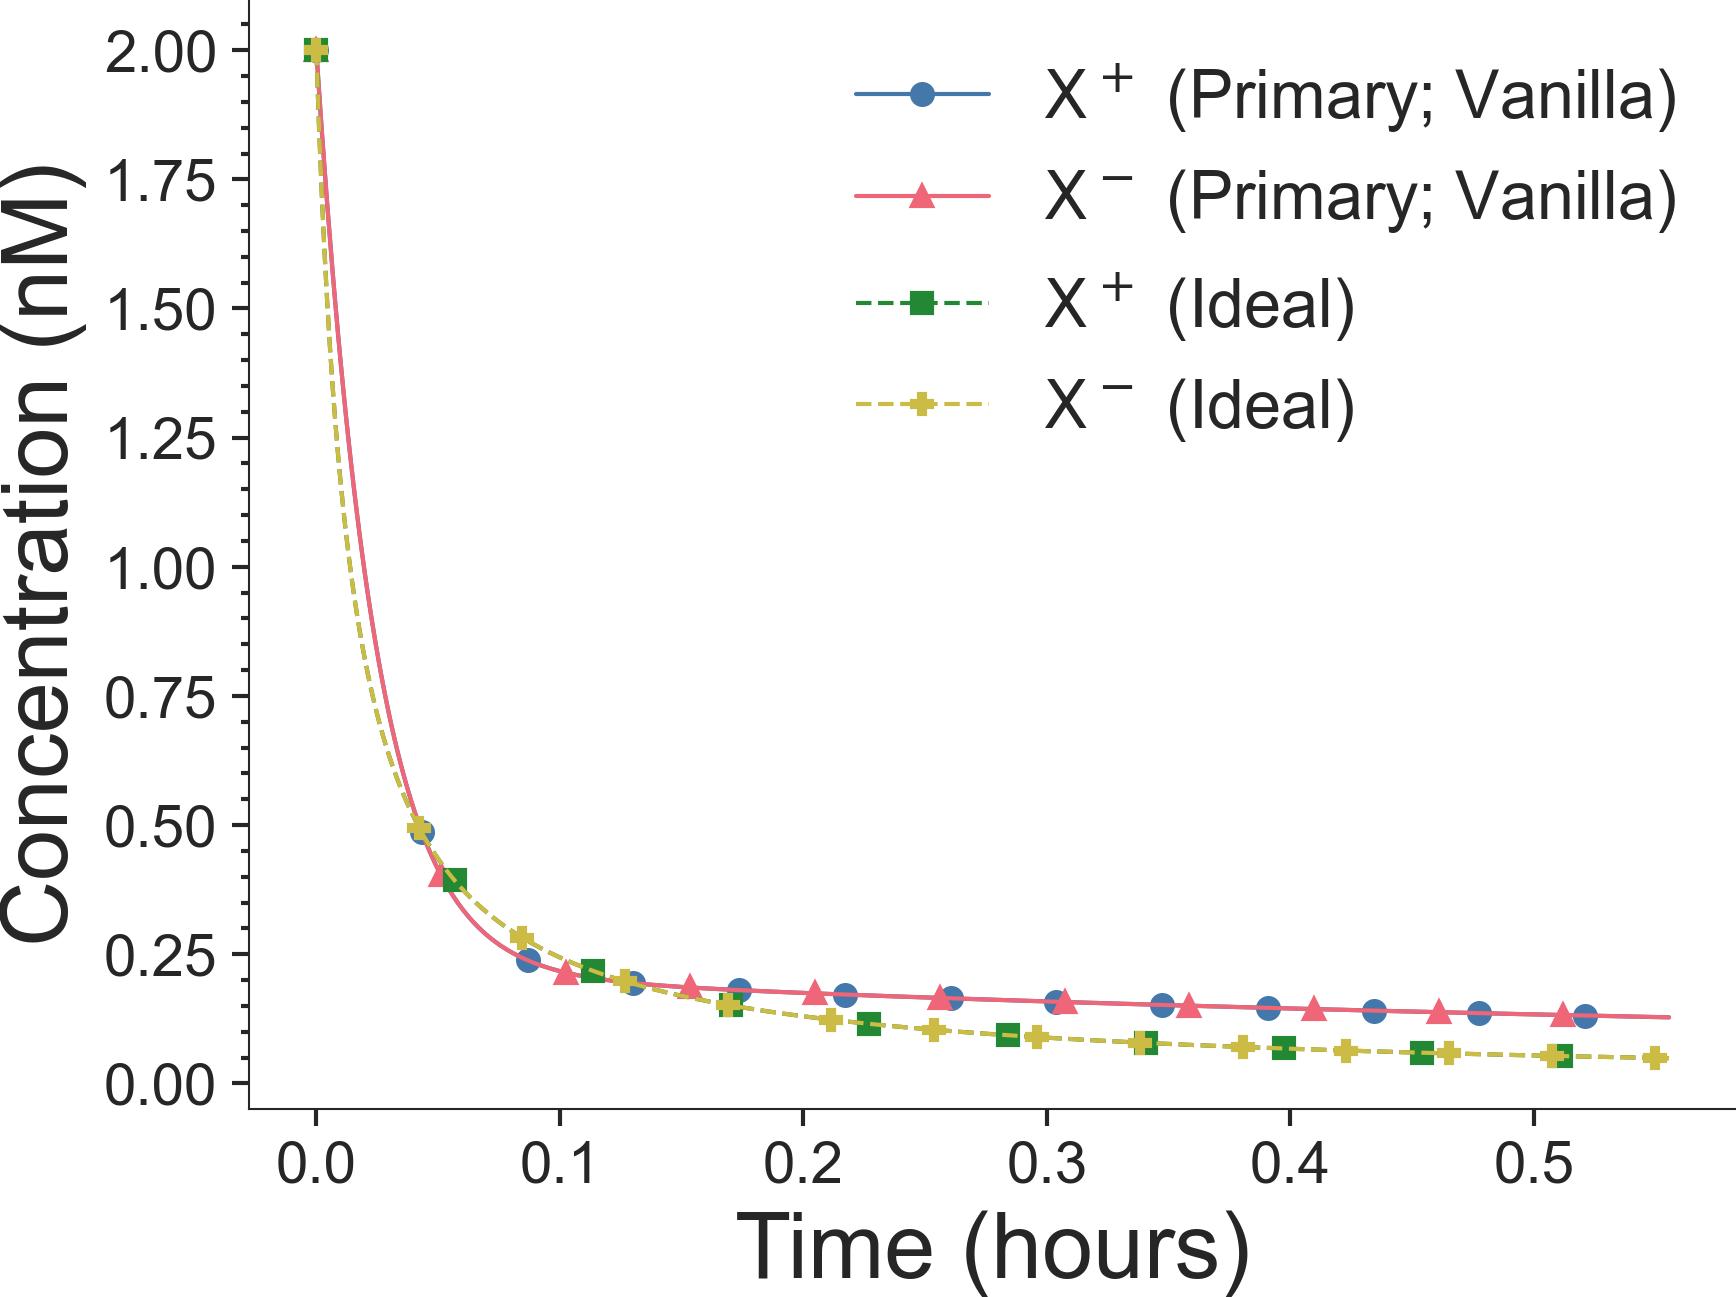 Concentration (nM)
2.00
1.75
1.50
1.25
1.00
0.75
0.50
0.25
0.00
X⁺ (Primary; Vanilla)
X⁻ (Primary; Vanilla)
X⁺ (Ideal)
X⁻ (Ideal)
0.0 0.1 0.2 0.3 0.4 0.5
Time (hours)